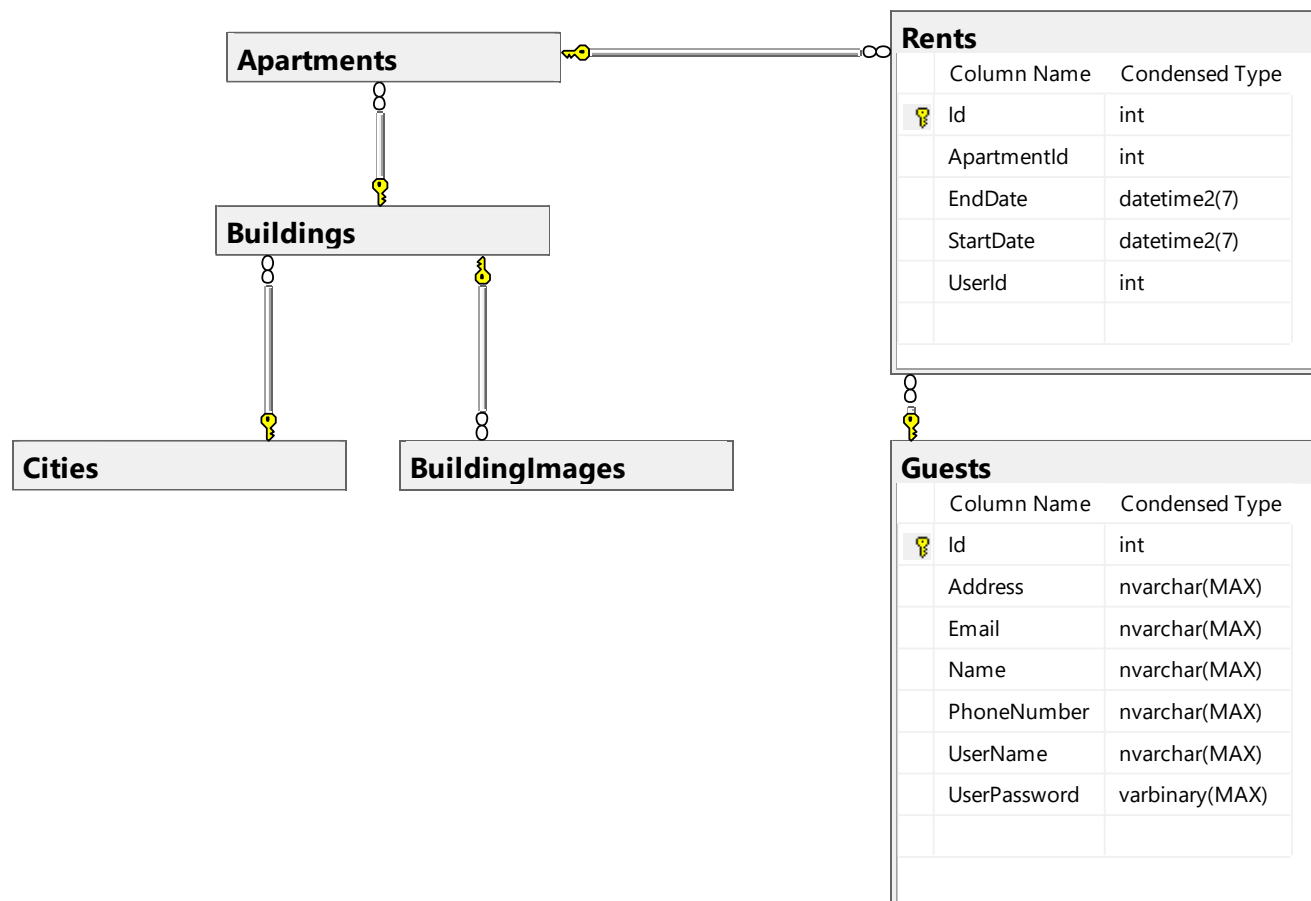 Apartments
Buildings
Cities
BuildingImages
Rents
Column Name Condensed Type
Id int
ApartmentId int
EndDate datetime2(7)
StartDate datetime2(7)
UserId int
Guests
Column Name Condensed Type
Id int
Address nvarchar(MAX)
Email nvarchar(MAX)
Name nvarchar(MAX)
PhoneNumber nvarchar(MAX)
UserName nvarchar(MAX)
UserPassword varbinary(MAX)